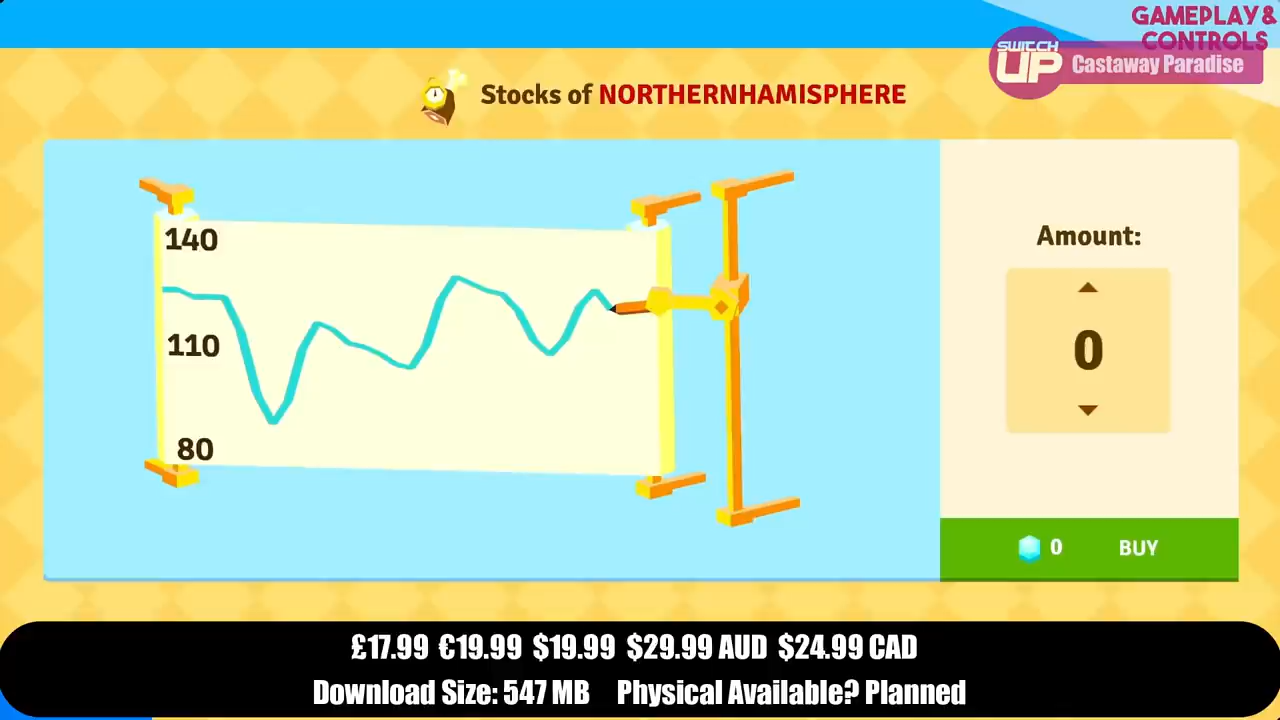 GAMEPLAY &
CONTROLS
SWITCH
UP
Castaway Paradise
Stocks of NORTHERNHAMISPHERE
140
110
80
Amount:
0
0 BUY
£17.99 €19.99 $19.99 $29.99 AUD $24.99 CAD
Download Size: 547 MB Physical Available? Planned